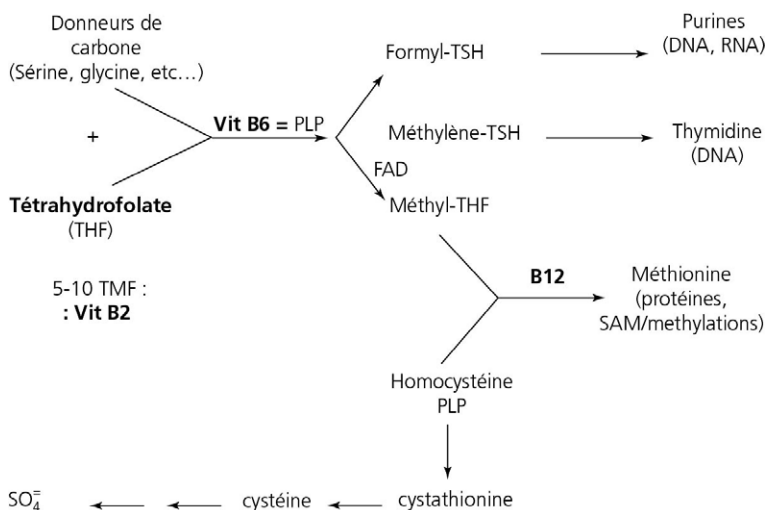 Donneurs de
carbone
(Sérine, glycine, etc...)
+
Tétrahydrofolate
(THF)
5-10 TMF :
: Vit B2
Vit B6 = PLP
Formyl-TSH
Purines
(DNA, RNA)
Méthylène-TSH
Thymidine
(DNA)
FAD
Méthyl-THF
B12
Méthionine
(protéines,
SAM/methylations)
Homocystéine
PLP
cystathionine
cystéine
SO₄⁼